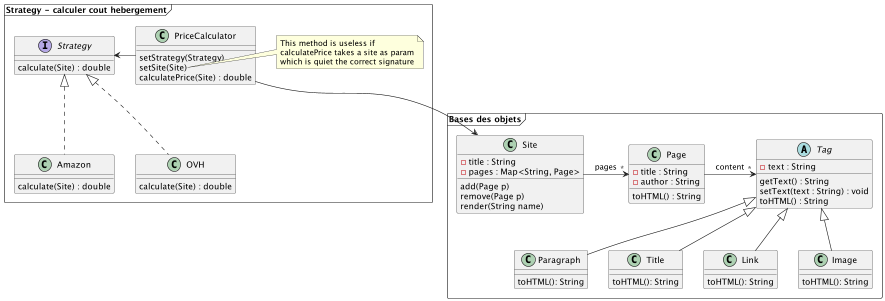 Strategy - calculer cout hebergement
I Strategy
calculate(Site) : double
C PriceCalculator
setStrategy(Strategy)
setSite(Site)
calculatePrice(Site) : double
This method is useless if
calculatePrice takes a site as param
which is quiet the correct signature
C Amazon
calculate(Site) : double
C OVH
calculate(Site) : double
Bases des objets
C Site
title : String
pages : Map<String, Page>
add(Page p)
remove(Page p)
render(String name)
pages *
C Page
title : String
author : String
toHTML() : String
content *
A Tag
text : String
getText() : String
setText(text : String) : void
toHTML() : String
C Paragraph
toHTML(): String
C Title
toHTML(): String
C Link
toHTML(): String
C Image
toHTML(): String